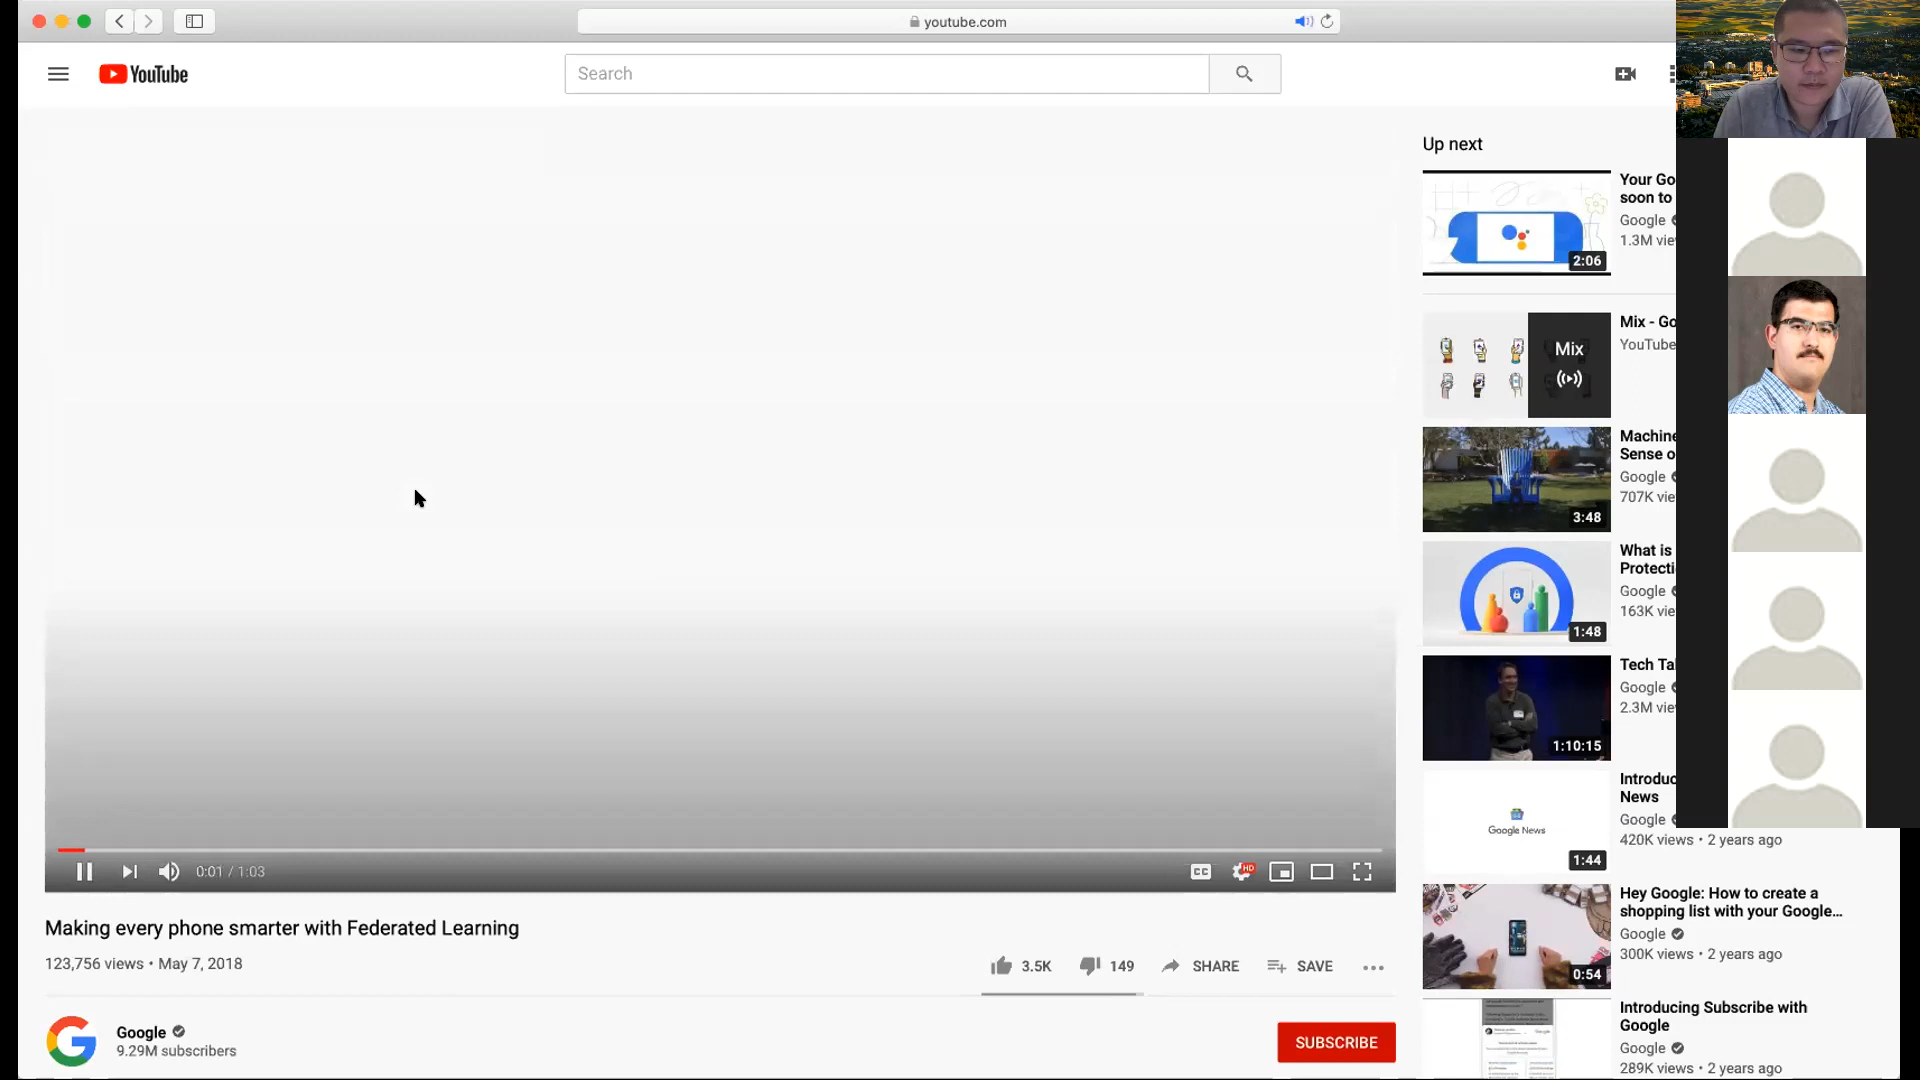 youtube.com
YouTube
Search
Up next
Your Go
soon to
Google
1.3M vie
2:06
Mix
Mix - Go
YouTube
Machine
Sense o
Google
707K vie
3:48
What is
Protecti
Google
163K vie
1:48
Tech Ta
Google
2.3M vie
1:10:15
Introduc
News
Google
420K views • 2 years ago
Google News
1:44
Hey Google: How to create a
shopping list with your Google...
Google
300K views • 2 years ago
0:54
Introducing Subscribe with
Google
Google
289K views • 2 years ago
0:01 / 1:03
CC
HD
Making every phone smarter with Federated Learning
123,756 views • May 7, 2018
3.5K
149
SHARE
SAVE
Google
9.29M subscribers
SUBSCRIBE